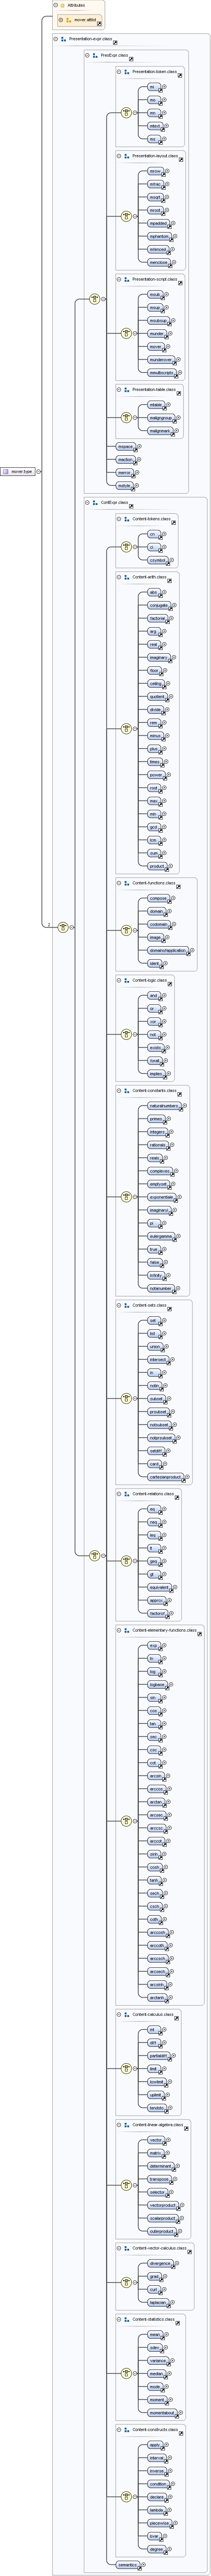 Attributes
mover.attlist
Presentation-expr.class
PresExpr.class
Presentation-token.class
mi
mo
mn
mtext
ms
Presentation-layout.class
mrow
mfrac
msqrt
mroot
mpadded
mphantom
mfenced
menclose
Presentation-script.class
msub
msup
msubsup
munder
mover
munderover
mmultiscripts
Presentation-table.class
mtable
maligngroup
malignmark
mspace
maction
merror
mstyle
mover.type
ContExpr.class
Content-tokens.class
cn
ci
csymbol
Content-arith.class
abs
conjugate
factorial
arg
real
imaginary
floor
ceiling
quotient
divide
rem
minus
plus
times
power
root
max
min
gcd
lcm
sum
product
Content-functions.class
compose
domain
codomain
image
domainofapplication
ident
2
Content-logic.class
and
or
xor
not
exists
forall
implies
Content-constants.class
naturalnumbers
primes
integers
rationals
reals
complexes
emptyset
exponentiale
imaginaryi
pi
eulergamma
true
false
infinity
notanumber
Content-sets.class
set
list
union
intersect
in
notin
subset
prsubset
notsubset
notprsubset
setdiff
card
cartesianproduct
Content-relations.class
eq
neq
leq
lt
geq
gt
equivalent
approx
factorof
Content-elementary-functions.class
exp
ln
log
logbase
sin
cos
tan
sec
csc
cot
arcsin
arccos
arctan
arcsec
arccsc
arccot
sinh
cosh
tanh
sech
csch
coth
arccosh
arccoth
arccsch
arcsech
arcsinh
arctanh
Content-calculus.class
int
diff
partialdiff
limit
lowlimit
uplimit
tendsto
Content-linear-algebra.class
vector
matrix
determinant
transpose
selector
vectorproduct
scalarproduct
outerproduct
Content-vector-calculus.class
divergence
grad
curl
laplacian
Content-statistics.class
mean
sdev
variance
median
mode
moment
momentabout
Content-constructs.class
apply
interval
inverse
condition
declare
lambda
piecewise
bvar
degree
semantics